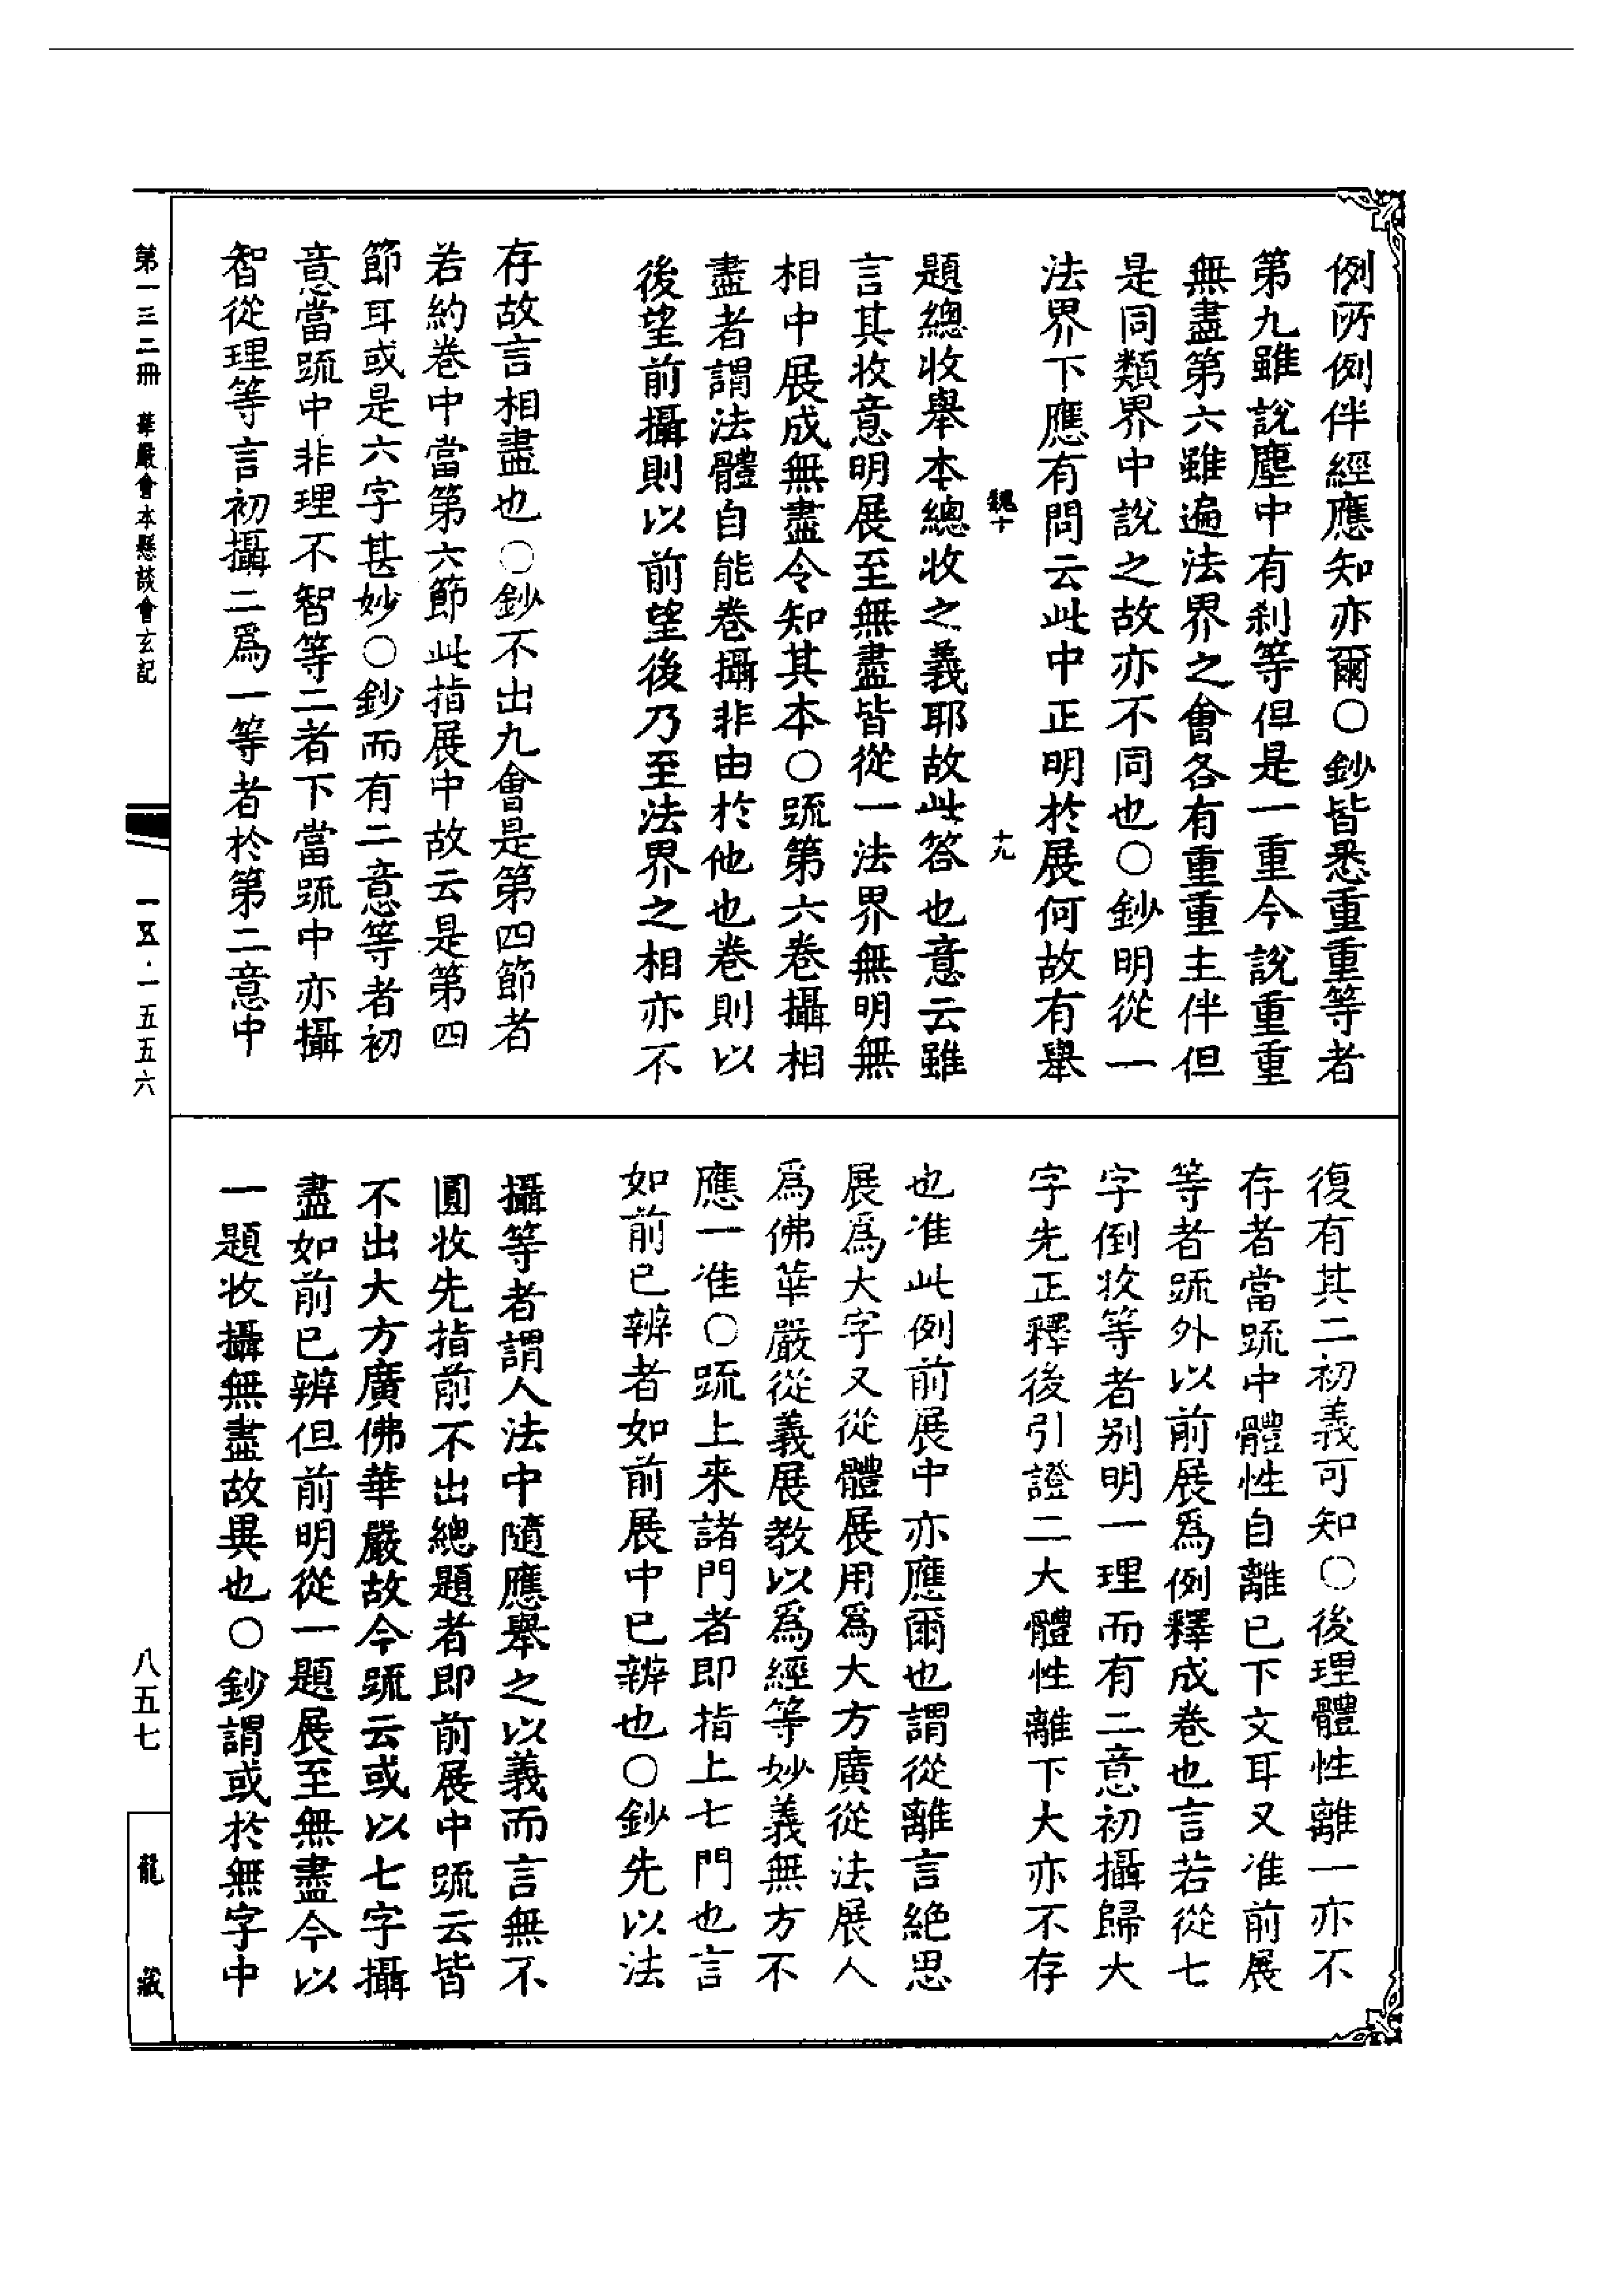 例所例伴經應知亦爾○鈔皆悉重重等者
第九雖說塵中有刹等但是一重今說重重
無盡第六雖遍法界之會各有重重主伴但
是同類界中說之故亦不同也○鈔明從一
法界下應有問云此中正明於展何故有舉
魏十　十九
題總收舉本總收之義耶故此答也意云雖
言其收意明展至無盡皆從一法界無明無
相中展成無盡令知其本○䟽第六卷攝相
盡者謂法體自能卷攝非由於他也卷則以
後望前攝則以前望後乃至法界之相亦不
存故言相盡也○鈔不出九會是第四節者
若約卷中當第六節此指展中故云是第四
節耳或是六字甚妙○鈔而有二意等者初
意當䟽中非理不智等二者下當䟽中亦攝
智從理等言初攝二爲一等者於第二意中
復有其二初義可知○後理體性離一亦不
存者當䟽中體性自離已下文耳又准前展
等者䟽外以前展爲例釋成卷也言若從七
字倒收等者別明一理而有二意初攝歸大
字先正釋後引證二大體性離下大亦不存
也准此例前展中亦應爾也謂從離言絶思
展爲大字又從體展用爲大方廣從法展人
爲佛華嚴從義展教以爲經等妙義無方不
應一准○䟽上來諸門者即指上七門也言
如前已辨者如前展中已辨也○鈔先以法
攝等者謂人法中隨應舉之以義而言無不
圓收先指前不出總題者即前展中䟽云皆
不出大方廣佛華嚴故今䟽云或以七字攝
盡如前已辨但前明從一題展至無盡今以
一題收攝無盡故異也○鈔謂或於無字中
第一三二冊　華嚴會本懸談會玄記
一五·一五五六
八五七
龍藏